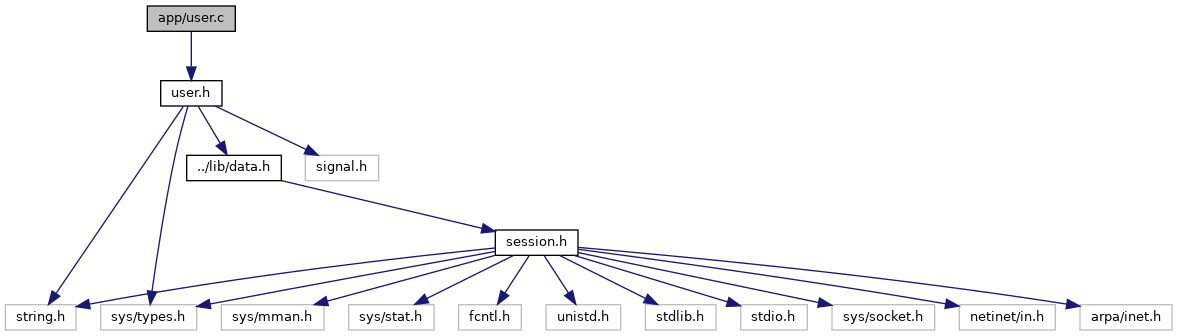 app/user.c
user.h
../lib/data.h
signal.h
session.h
string.h
sys/types.h
sys/mman.h
sys/stat.h
fcntl.h
unistd.h
stdlib.h
stdio.h
sys/socket.h
netinet/in.h
arpa/inet.h